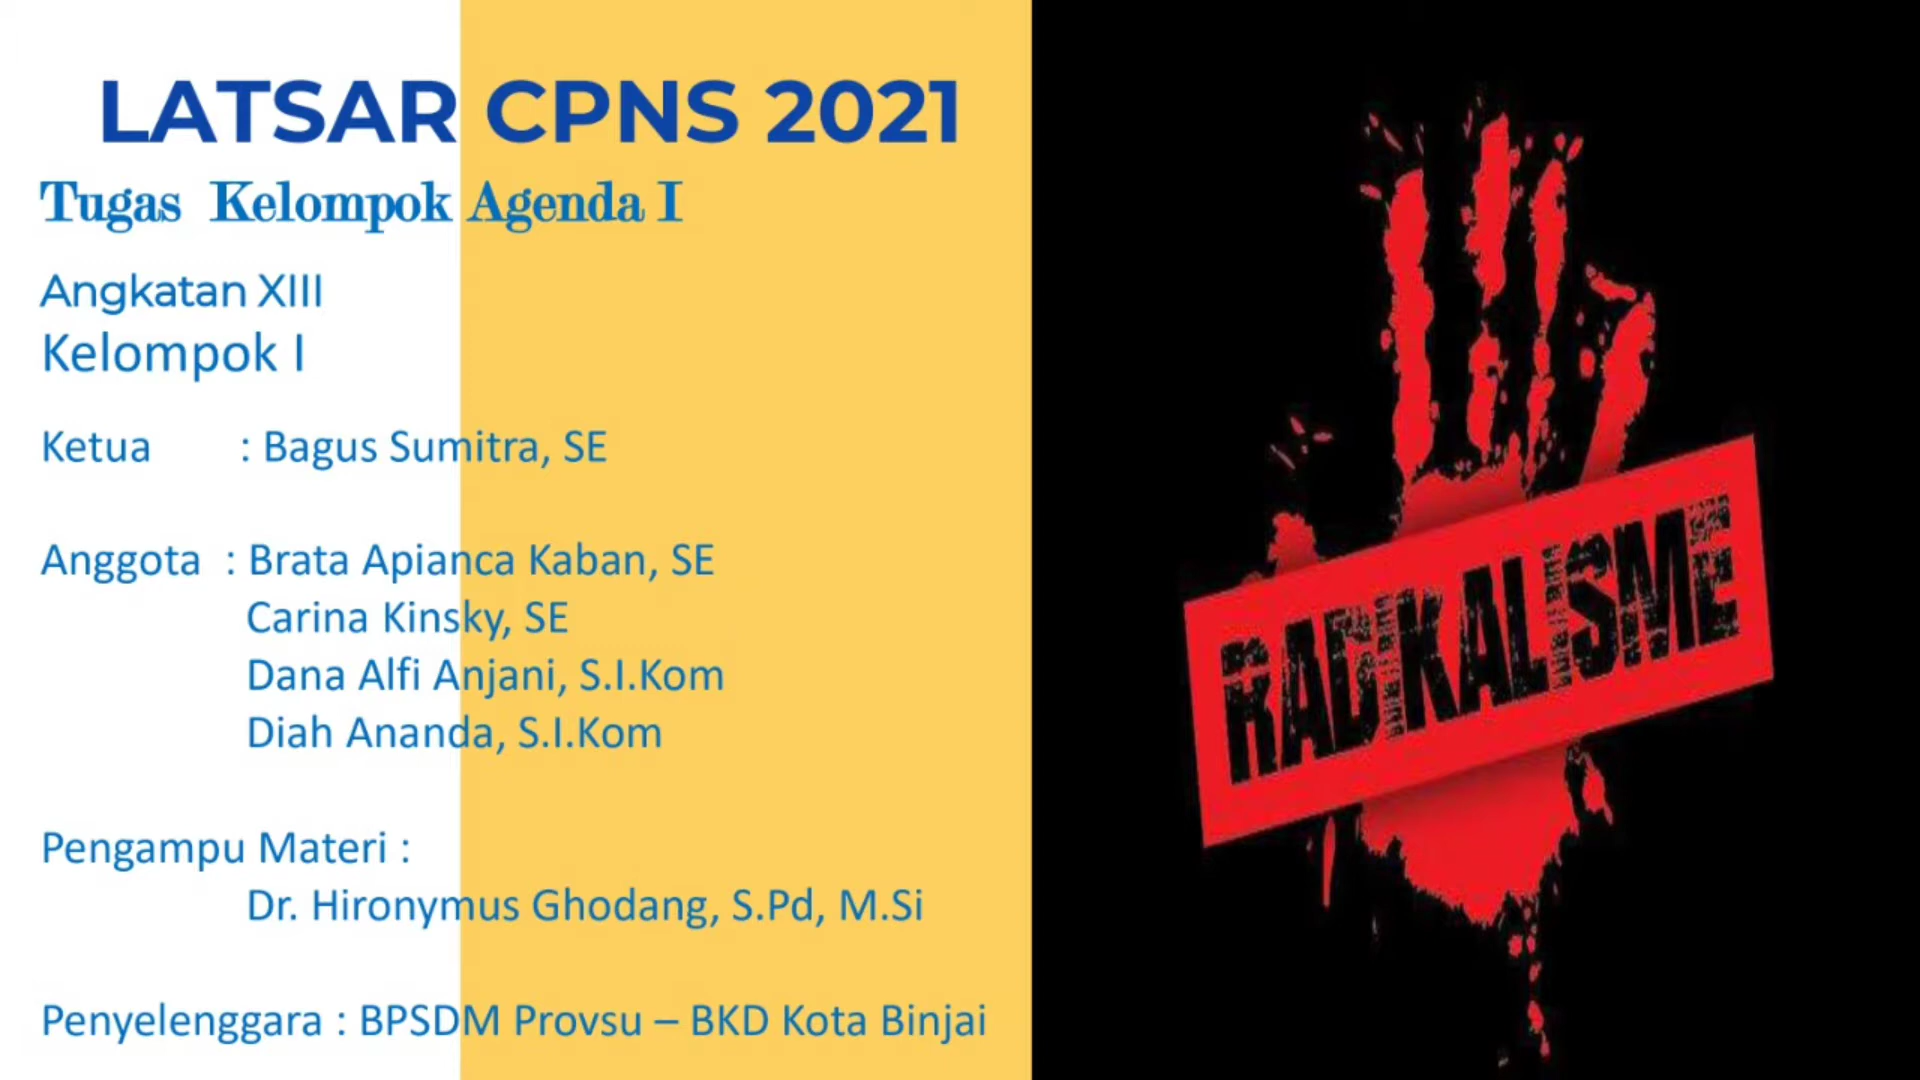 LATSAR CPNS 2021
Tugas Kelompok Agenda I
Angkatan XIII
Kelompok I
Ketua : Bagus Sumitra, SE
Anggota : Brata Apianca Kaban, SE
Carina Kinsky, SE
Dana Alfi Anjani, S.I.Kom
Diah Ananda, S.I.Kom
Pengampu Materi :
Dr. Hironymus Ghodang, S.Pd, M.Si
Penyelenggara : BPSDM Provsu – BKD Kota Binjai
RADIKALISME